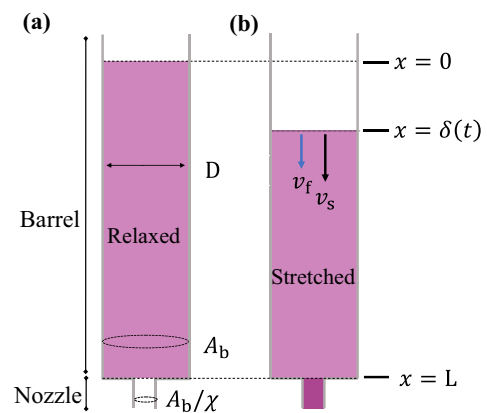 (a)
(b)
x = 0
x = δ(t)
D
v_f
v_s
Barrel
Relaxed
Stretched
A_b
x = L
Nozzle
A_b/χ